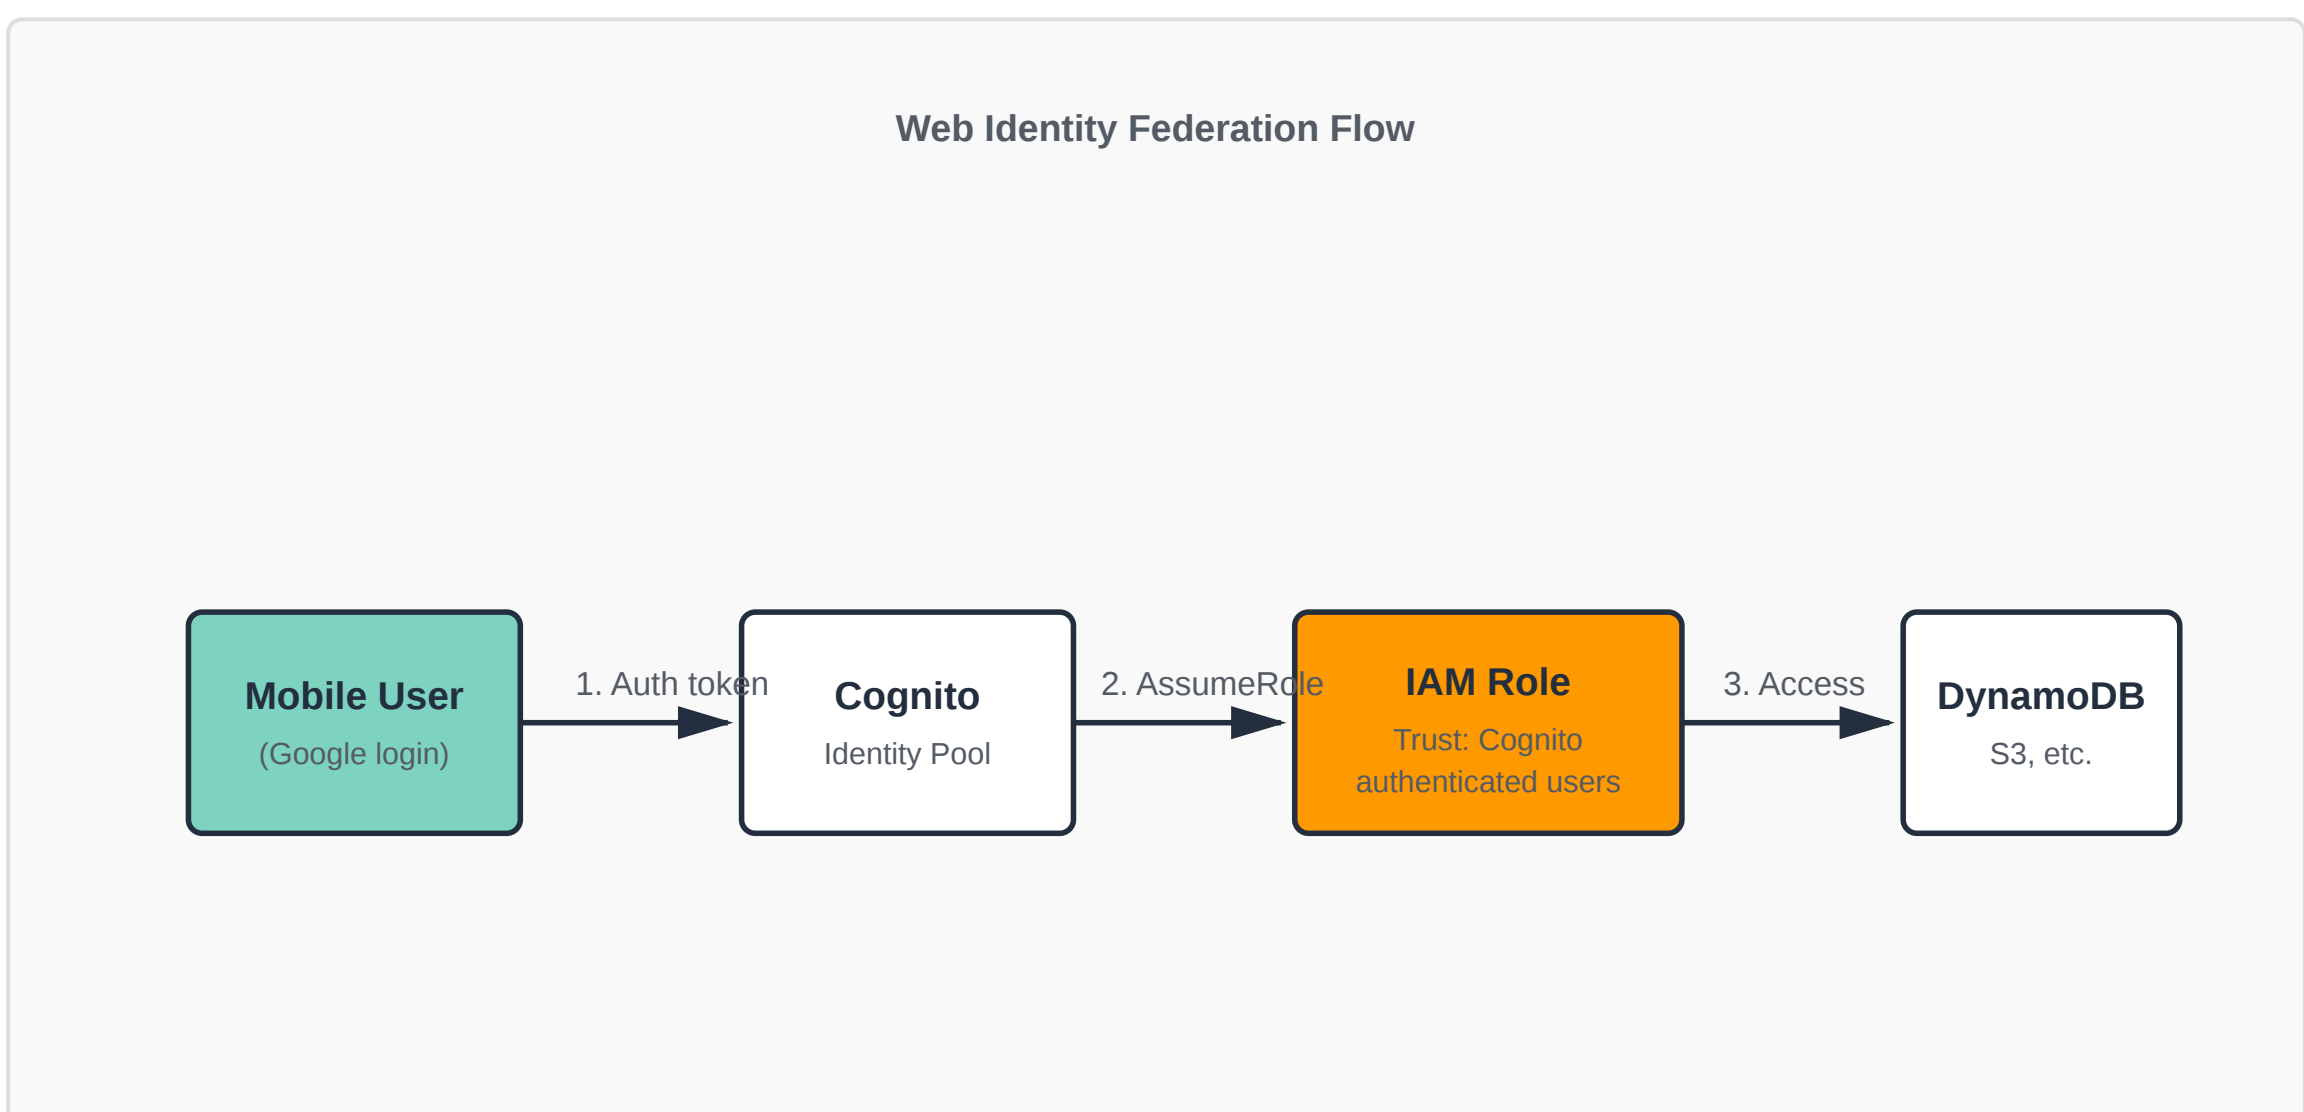 Web Identity Federation Flow
Mobile User
(Google login)
1. Auth token
Cognito
Identity Pool
2. AssumeRole
IAM Role
Trust: Cognito
authenticated users
3. Access
DynamoDB
S3, etc.